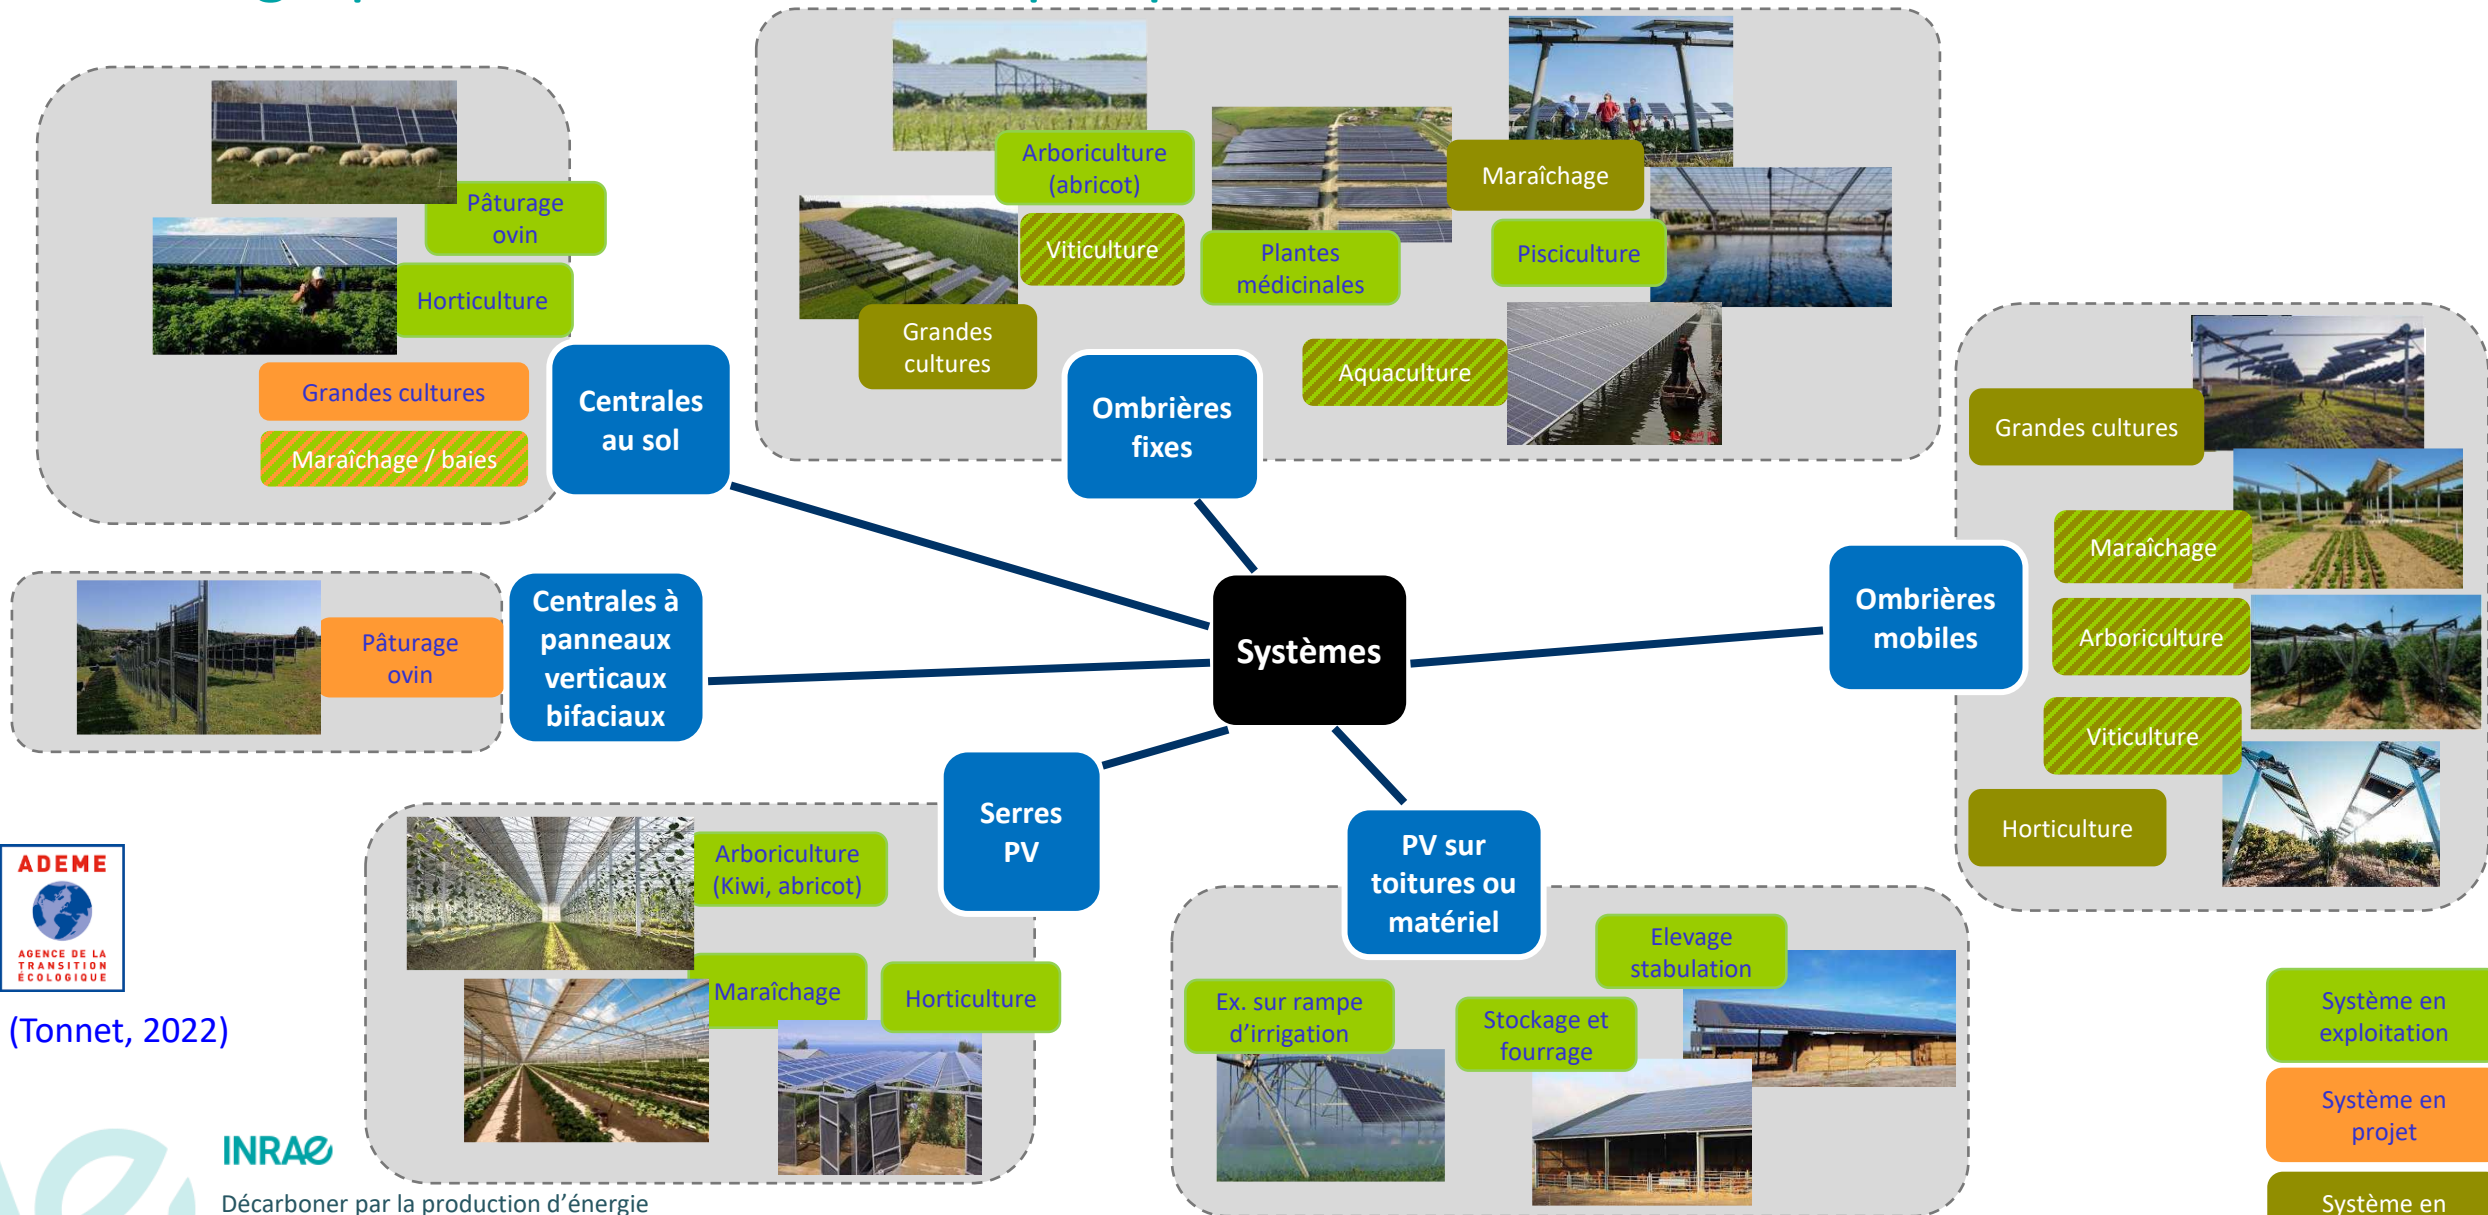 Pâturage
ovin
Horticulture
Grandes cultures
Maraîchage / baies
Centrales
au sol
Arboriculture
(abricot)
Viticulture
Grandes
cultures
Plantes
médicinales
Maraîchage
Pisciculture
Aquaculture
Ombrières
fixes
Grandes cultures
Maraîchage
Arboriculture
Viticulture
Horticulture
Ombrières
mobiles
Systèmes
Pâturage
ovin
Centrales à
panneaux
verticaux
bifaciaux
Serres
PV
Arboriculture
(Kiwi, abricot)
Maraîchage
Horticulture
PV sur
toitures ou
matériel
Ex. sur rampe
d’irrigation
Stockage et
fourrage
Elevage
stabulation
ADEME
AGENCE DE LA
TRANSITION
ÉCOLOGIQUE
(Tonnet, 2022)
INRAE
Décarboner par la production d’énergie
Système en
exploitation
Système en
projet
Système en